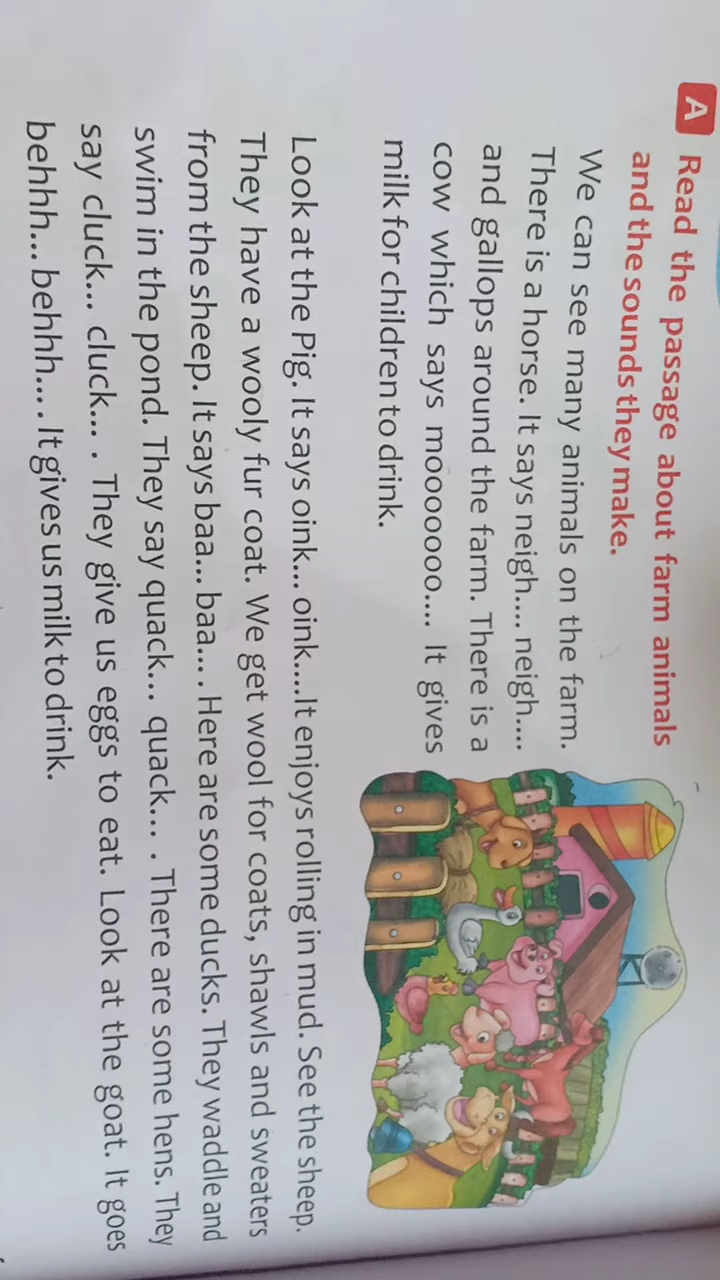 A Read the passage about farm animals
and the sounds they make.
We can see many animals on the farm.
There is a horse. It says neigh.... neigh....
and gallops around the farm. There is a
cow which says moooooooo.... It gives
milk for children to drink.
Look at the Pig. It says oink... oink....It enjoys rolling in mud. See the sheep.
They have a wooly fur coat. We get wool for coats, shawls and sweaters
from the sheep. It says baa... baa... . Here are some ducks. They waddle and
swim in the pond. They say quack... quack... . There are some hens. They
say cluck... cluck... . They give us eggs to eat. Look at the goat. It goes
behhh... behhh... . It gives us milk to drink.